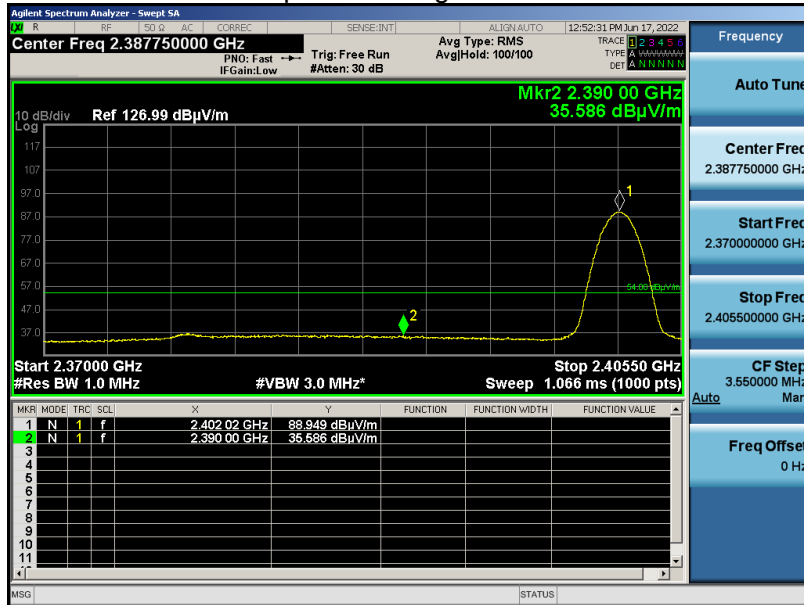 Agilent Spectrum Analyzer - Swept SA
LXI R RF 50 Ω AC CORREC SENSE:INT ALIGN AUTO 12:52:31 PM Jun 17, 2022
Center Freq 2.387750000 GHz
PNO: Fast
IFGain:Low
Trig: Free Run
#Atten: 30 dB
Avg Type: RMS
Avg|Hold: 100/100
TRACE 1 2 3 4 5 6
TYPE A
DET A N N N N N
Mkr2 2.390 00 GHz
35.586 dBµV/m
10 dB/div Ref 126.99 dBµV/m
Log
117
107
97.0
87.0
77.0
67.0
57.0
47.0
37.0
1
54.00 dBµV/m
2
Start 2.37000 GHz Stop 2.40550 GHz
#Res BW 1.0 MHz #VBW 3.0 MHz* Sweep 1.066 ms (1000 pts)
MKR MODE TRC SCL X Y FUNCTION FUNCTION WIDTH FUNCTION VALUE
1 N 1 f 2.402 02 GHz 88.949 dBµV/m
2 N 1 f 2.390 00 GHz 35.586 dBµV/m
3
4
5
6
7
8
9
10
11
MSG STATUS
Frequency
Auto Tune
Center Freq
2.387750000 GHz
Start Freq
2.370000000 GHz
Stop Freq
2.405500000 GHz
CF Step
3.550000 MHz
Auto Man
Freq Offset
0 Hz